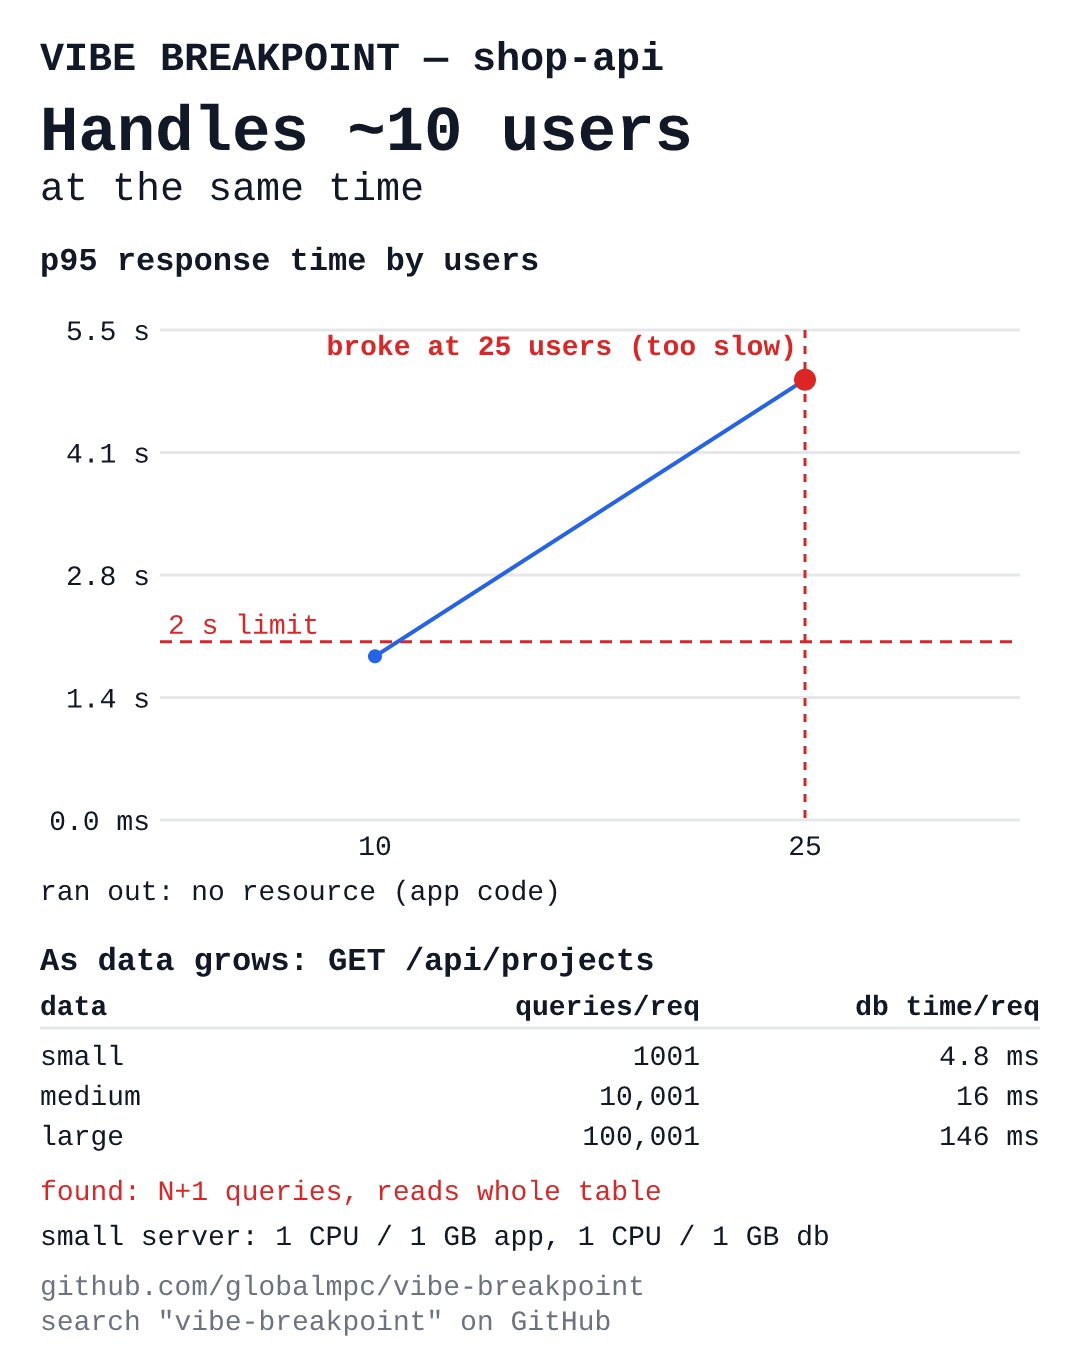 VIBE BREAKPOINT — shop-api
Handles ~10 users
at the same time
p95 response time by users
5.5 s
broke at 25 users (too slow)
4.1 s
2.8 s
2 s limit
1.4 s
0.0 ms
10 25
ran out: no resource (app code)
As data grows: GET /api/projects
data queries/req db time/req
small 1001 4.8 ms
medium 10,001 16 ms
large 100,001 146 ms
found: N+1 queries, reads whole table
small server: 1 CPU / 1 GB app, 1 CPU / 1 GB db
github.com/globalmpc/vibe-breakpoint
search "vibe-breakpoint" on GitHub